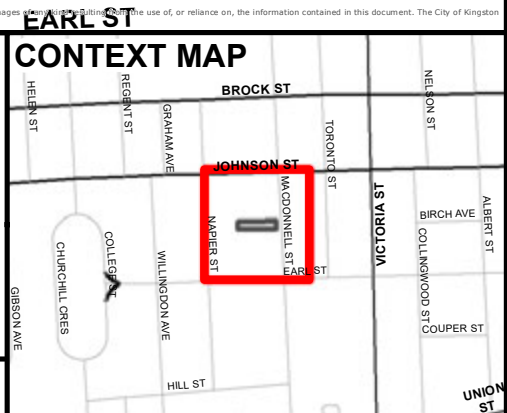 ages of any kind resulting from the use of, or reliance on, the information contained in this document. The City of Kingston
EARL ST
CONTEXT MAP
BROCK ST
HELEN ST
REGENT ST
GRAHAM AVE
NELSON ST
TORONTO ST
JOHNSON ST
MACDONNELL ST
NAPIER ST
VICTORIA ST
ALBERT ST
BIRCH AVE
COLLINGWOOD ST
CHURCHILL CRES
COLLEGE ST
WILLINGDON AVE
EARL ST
GIBSON AVE
COUPER ST
HILL ST
UNION
ST